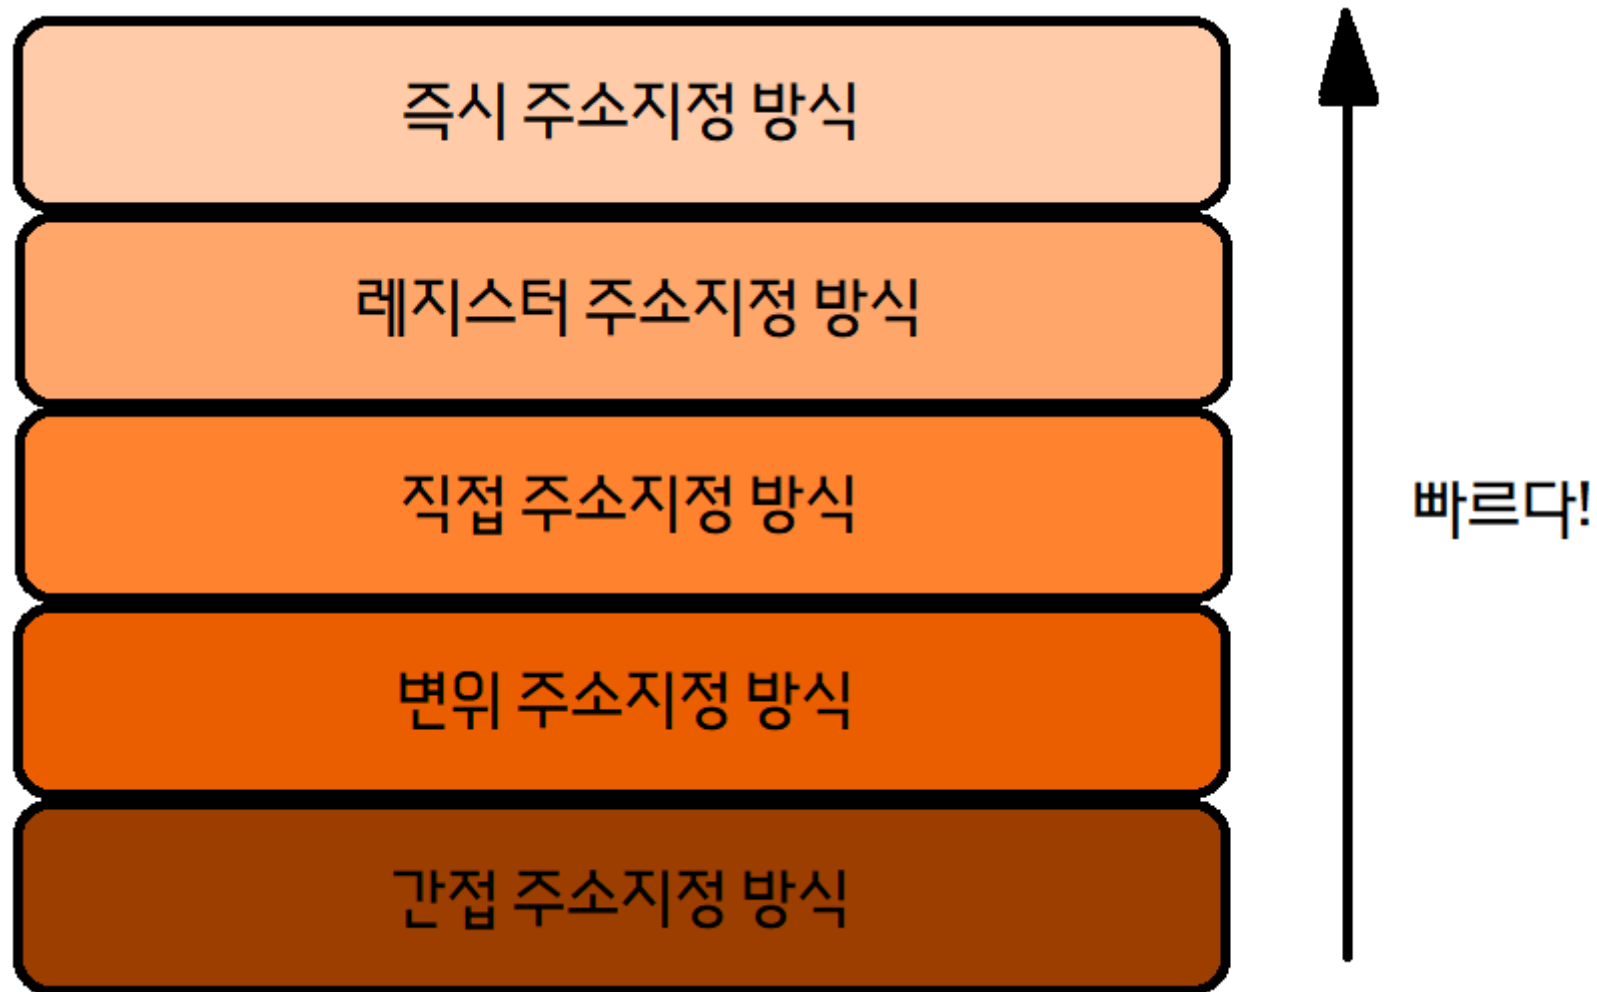 즉시 주소지정 방식
레지스터 주소지정 방식
직접 주소지정 방식
빠르다!
변위 주소지정 방식
간접 주소지정 방식